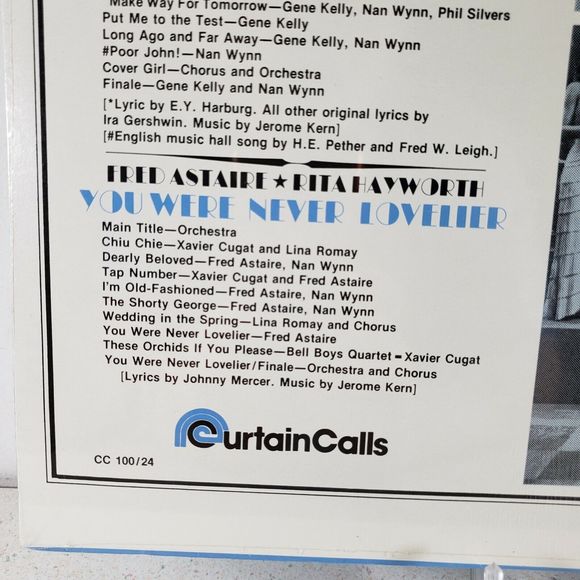 Make Way For Tomorrow—Gene Kelly, Nan Wynn, Phil Silvers
Put Me to the Test—Gene Kelly
Long Ago and Far Away—Gene Kelly, Nan Wynn
#Poor John!—Nan Wynn
Cover Girl—Chorus and Orchestra
Finale—Gene Kelly and Nan Wynn
[*Lyric by E.Y. Harburg. All other original lyrics by
Ira Gershwin. Music by Jerome Kern]
[#English music hall song by H.E. Pether and Fred W. Leigh.]
FRED ASTAIRE ★ RITA HAYWORTH
YOU WERE NEVER LOVELIER
Main Title—Orchestra
Chiu Chie—Xavier Cugat and Lina Romay
Dearly Beloved—Fred Astaire, Nan Wynn
Tap Number—Xavier Cugat and Fred Astaire
I'm Old-Fashioned—Fred Astaire, Nan Wynn
The Shorty George—Fred Astaire, Nan Wynn
Wedding in the Spring—Lina Romay and Chorus
You Were Never Lovelier—Fred Astaire
These Orchids If You Please—Bell Boys Quartet - Xavier Cugat
You Were Never Lovelier/Finale—Orchestra and Chorus
[Lyrics by Johnny Mercer. Music by Jerome Kern]
CurtainCalls
CC 100/24